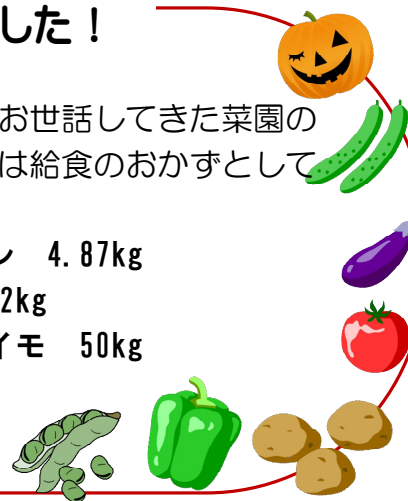 した！
お世話してきた菜園の
は給食のおかずとして
ン 4.87kg
2kg
イモ 50kg